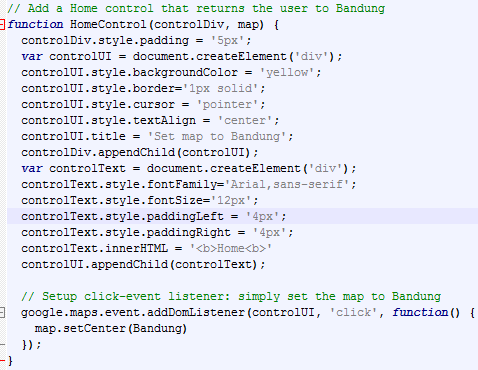 // Add a Home control that returns the user to Bandung
function HomeControl(controlDiv, map) {
  controlDiv.style.padding = '5px';
  var controlUI = document.createElement('div');
  controlUI.style.backgroundColor = 'yellow';
  controlUI.style.border='1px solid';
  controlUI.style.cursor = 'pointer';
  controlUI.style.textAlign = 'center';
  controlUI.title = 'Set map to Bandung';
  controlDiv.appendChild(controlUI);
  var controlText = document.createElement('div');
  controlText.style.fontFamily='Arial,sans-serif';
  controlText.style.fontSize='12px';
  controlText.style.paddingLeft = '4px';
  controlText.style.paddingRight = '4px';
  controlText.innerHTML = '<b>Home<b>'
  controlUI.appendChild(controlText);

  // Setup click-event listener: simply set the map to Bandung
  google.maps.event.addDomListener(controlUI, 'click', function() {
    map.setCenter(Bandung)
  });
}